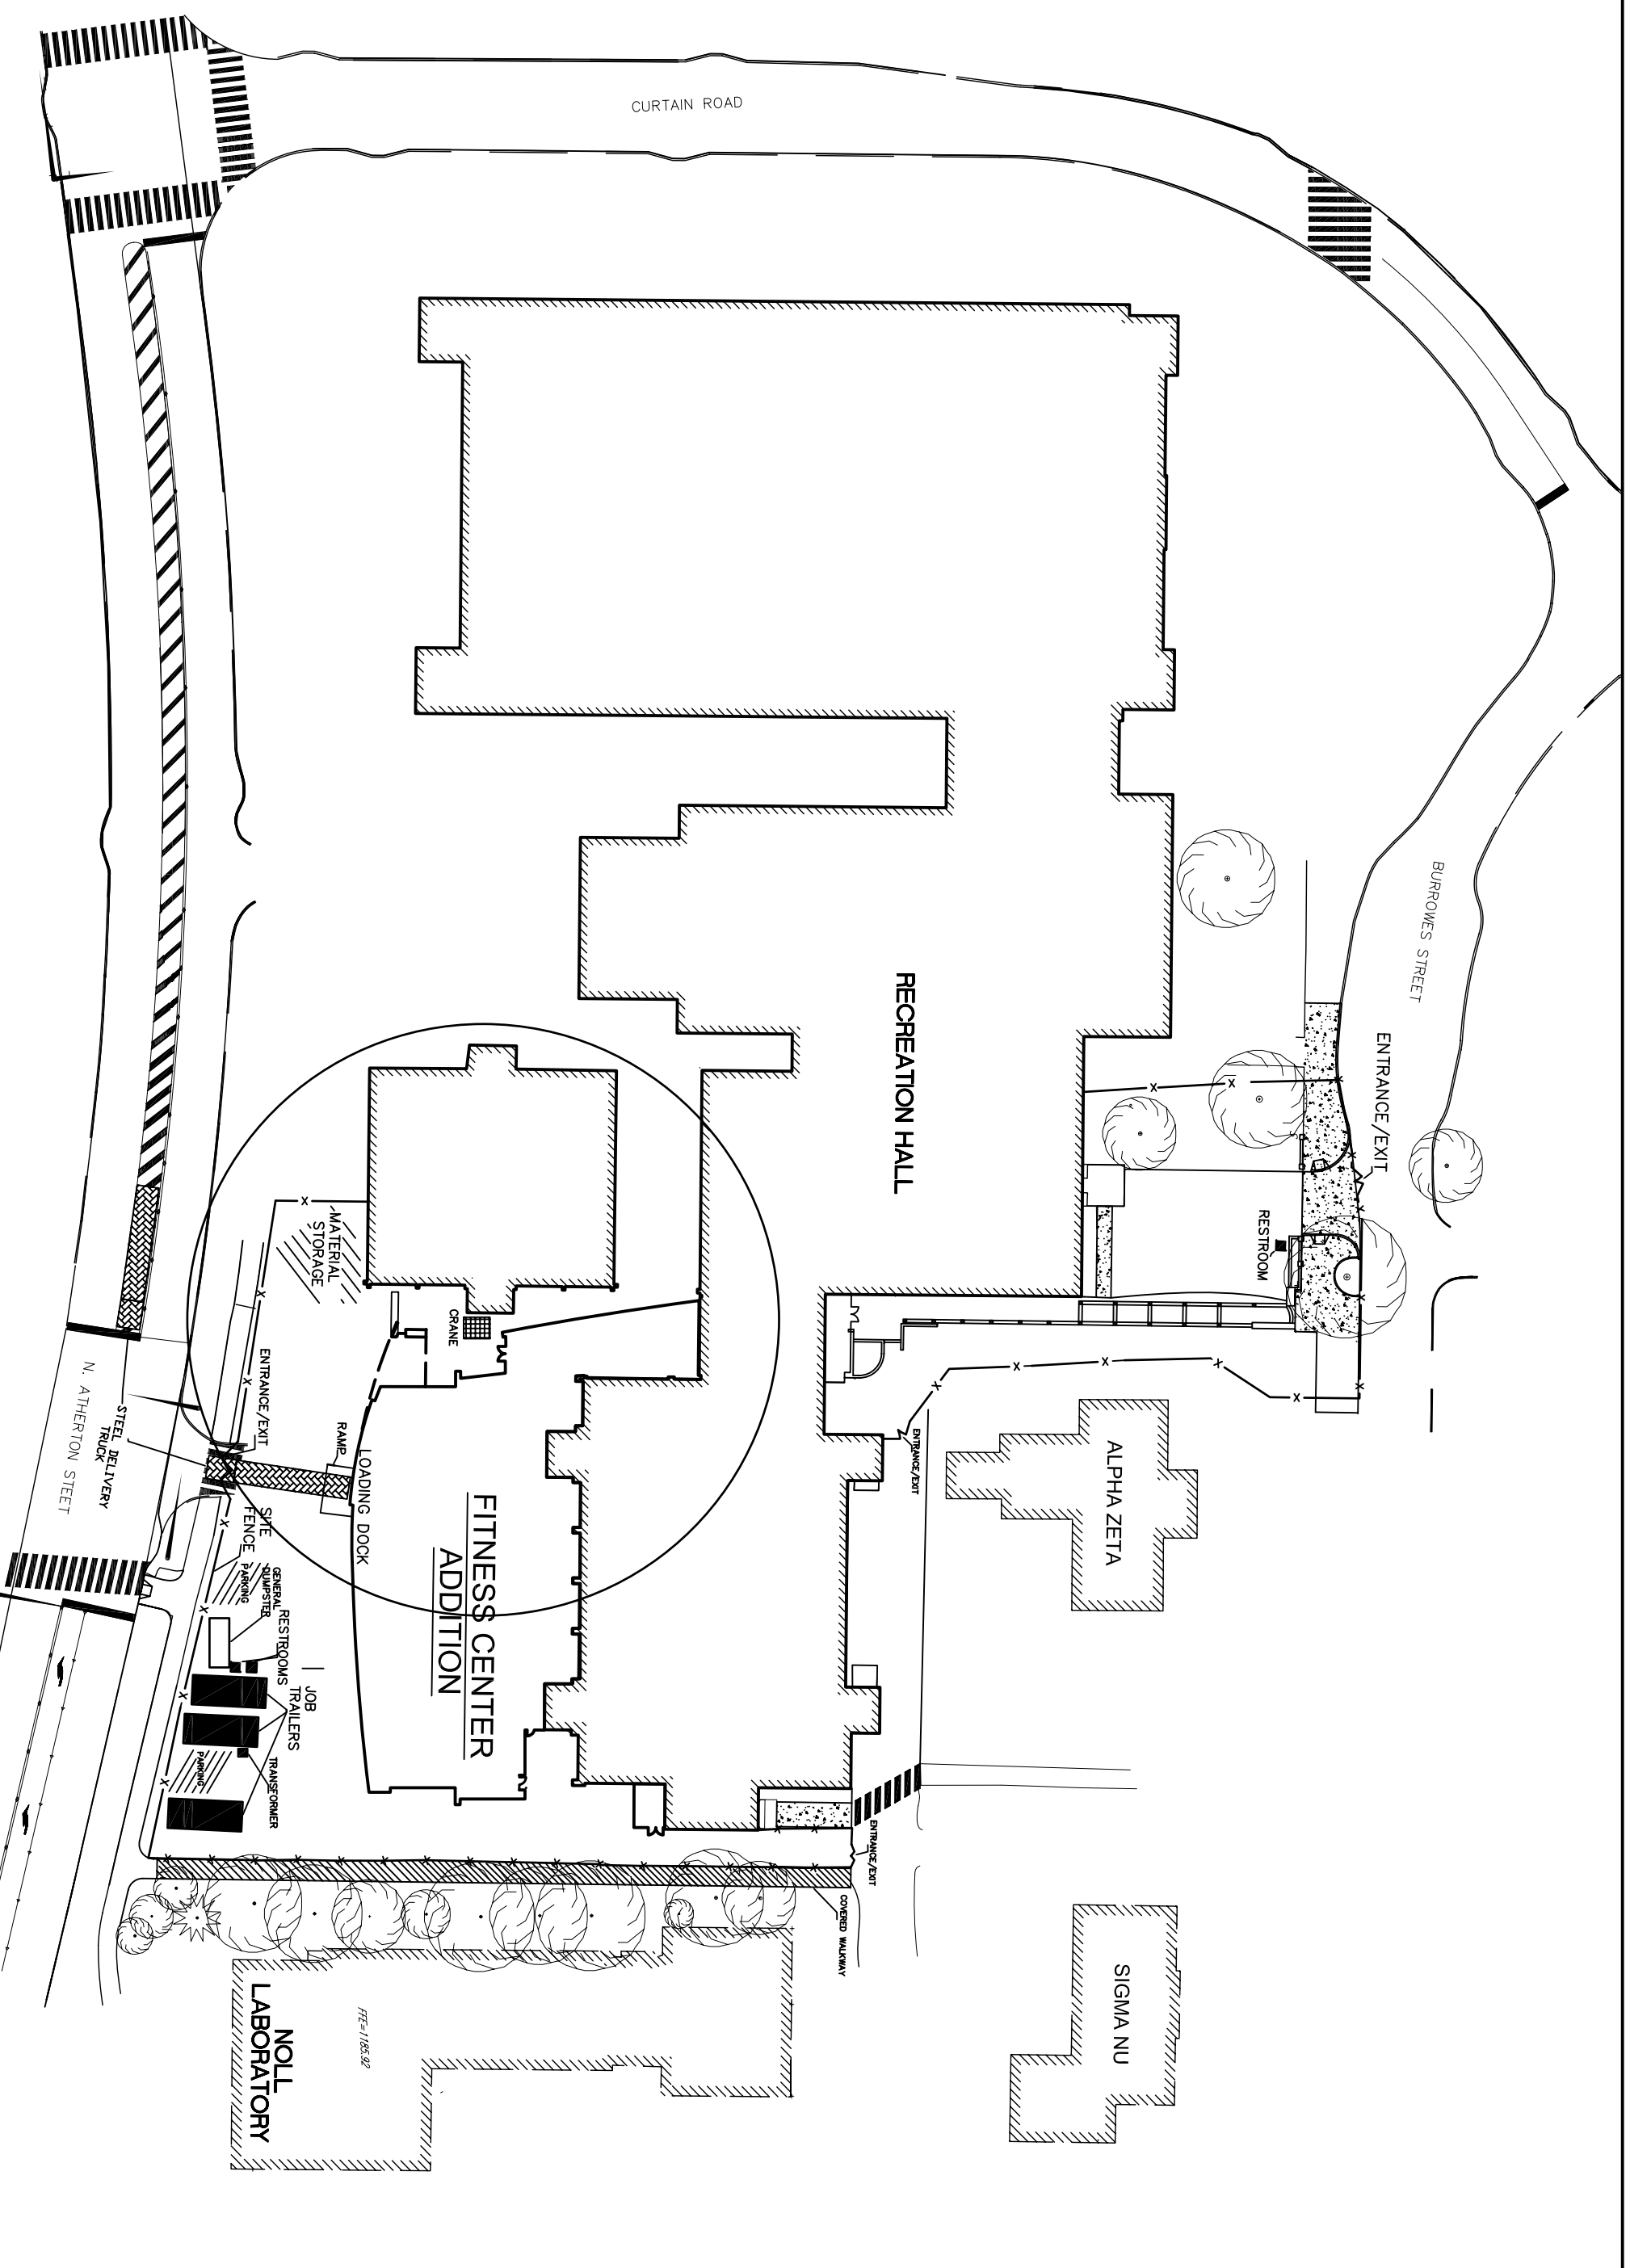 CURTAIN ROAD
BURROWES STREET
RECREATION HALL
ENTRANCE/EXIT
RESTROOM
MATERIAL
STORAGE
CRANE
ENTRANCE/EXIT
RAMP
LOADING DOCK
N. ATHERTON STEET
STEEL DELIVERY
TRUCK
SITE
FENCE
PARKING
GENERAL
DUMPSTER
RESTROOMS
JOB
TRAILERS
TRANSFORMER
PARKING
FITNESS CENTER
ADDITION
ENTRANCE/EXIT
ALPHA ZETA
ENTRANCE/EXIT
COVERED WALKWAY
SIGMA NU
NOLL
LABORATORY
FFE=1185.92